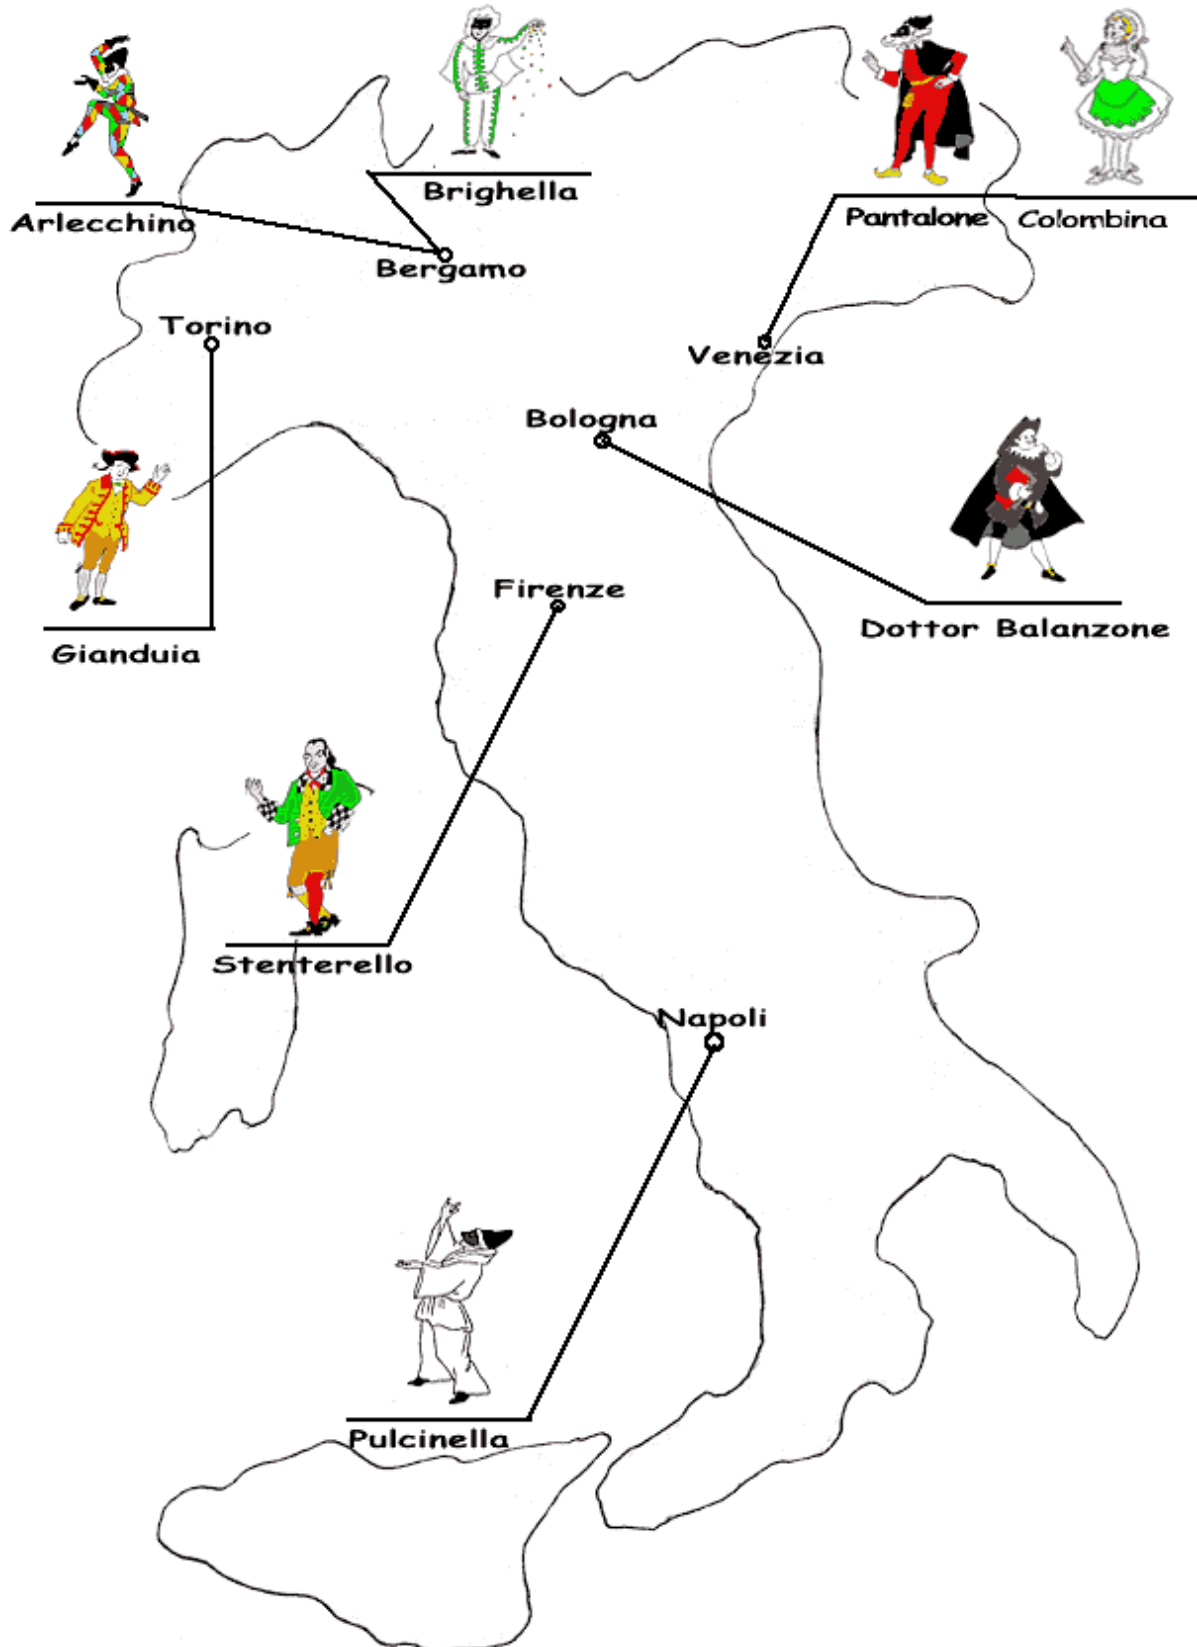 Brighella
Arlecchino
Pantalone
Colombina
Bergamo
Torino
Venezia
Bologna
Firenze
Dottor Balanzone
Gianduia
Stenterello
Napoli
Pulcinella